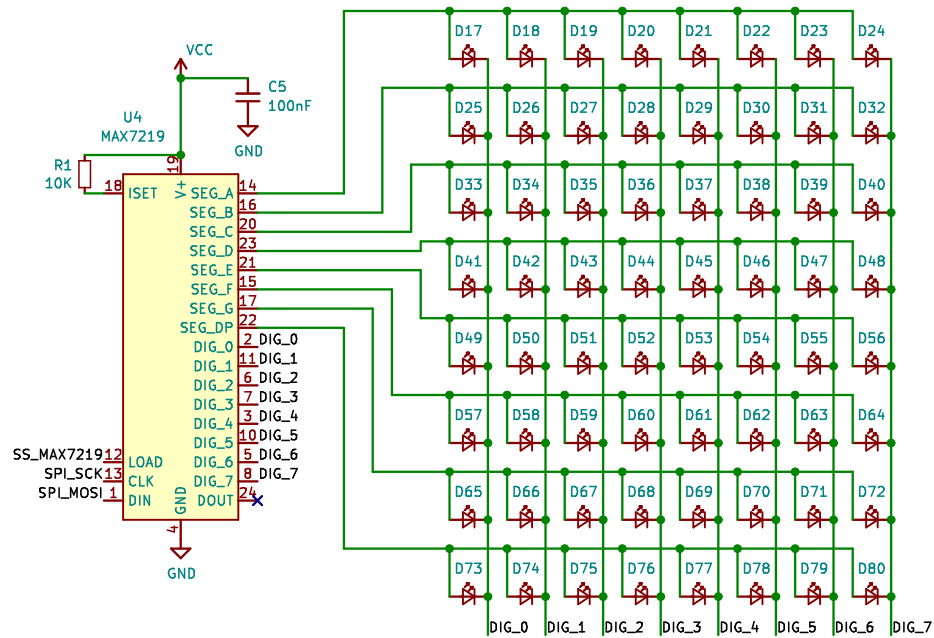 D17 D18 D19 D20 D21 D22 D23 D24
VCC
C5
100nF
GND
D25 D26 D27 D28 D29 D30 D31 D32
U4
MAX7219
R1
10K
18 ISET
19
V+
SEG_A 14
SEG_B 16
SEG_C 20
SEG_D 23
SEG_E 21
SEG_F 15
SEG_G 17
SEG_DP 22
DIG_0 2 DIG_0
DIG_1 11 DIG_1
DIG_2 6 DIG_2
DIG_3 7 DIG_3
DIG_4 3 DIG_4
DIG_5 10 DIG_5
DIG_6 5 DIG_6
DIG_7 8 DIG_7
DOUT 24
SS_MAX7219 12 LOAD
SPI_SCK 13 CLK
SPI_MOSI 1 DIN
GND
4
GND
D33 D34 D35 D36 D37 D38 D39 D40
D41 D42 D43 D44 D45 D46 D47 D48
D49 D50 D51 D52 D53 D54 D55 D56
D57 D58 D59 D60 D61 D62 D63 D64
D65 D66 D67 D68 D69 D70 D71 D72
D73 D74 D75 D76 D77 D78 D79 D80
DIG_0 DIG_1 DIG_2 DIG_3 DIG_4 DIG_5 DIG_6 DIG_7